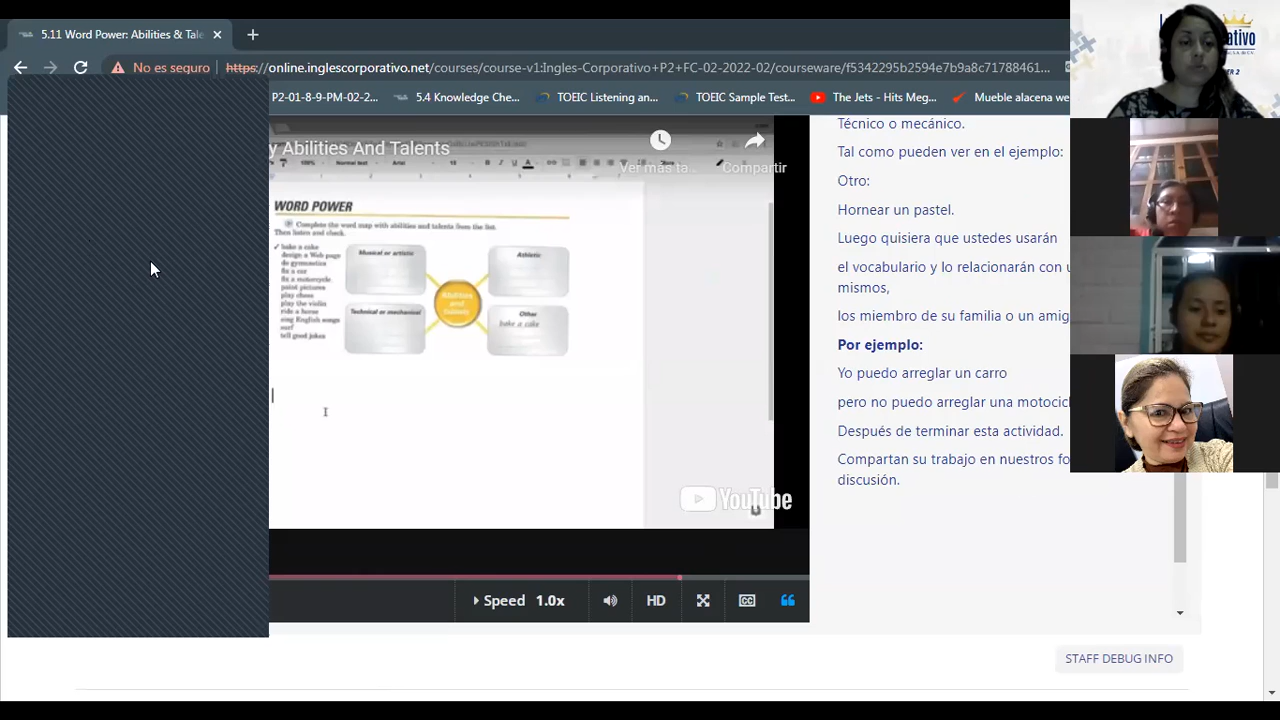 5.11 Word Power: Abilities & Tale
No es seguro
https://online.inglescorporativo.net/courses/course-v1:Ingles-Corporativo+P2+FC-02-2022-02/courseware/f5342295b2594e7b9a8c71788461...
P2-01-8-9-PM-02-2...
5.4 Knowledge Che...
TOEIC Listening an...
TOEIC Sample Test...
The Jets - Hits Meg...
Mueble alacena we
y Abilities And Talents
Ver más ta...
Compartir
WORD POWER
Complete the word map with abilities and talents from the list.
Then listen and check.
✓ bake a cake
design a Web page
do gymnastics
fix a car
fix a motorcycle
paint pictures
play chess
play the violin
ride a horse
sing English songs
surf
tell good jokes
Musical or artistic
Athletic
Technical or mechanical
Other
bake a cake
Abilities
and
talents
YouTube
Speed 1.0x
HD
CC
Técnico o mecánico.
Tal como pueden ver en el ejemplo:
Otro:
Hornear un pastel.
Luego quisiera que ustedes usarán
el vocabulario y lo relacionarán con u
mismos,
los miembro de su familia o un amig
Por ejemplo:
Yo puedo arreglar un carro
pero no puedo arreglar una motocicl
Después de terminar esta actividad.
Compartan su trabajo en nuestros fo
discusión.
STAFF DEBUG INFO